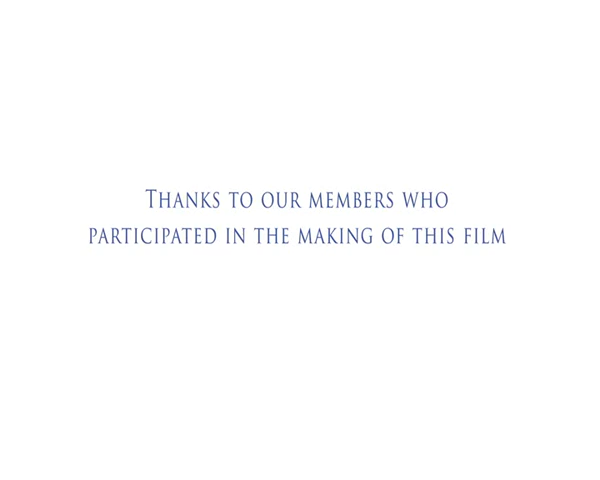 Thanks to our members who
participated in the making of this film